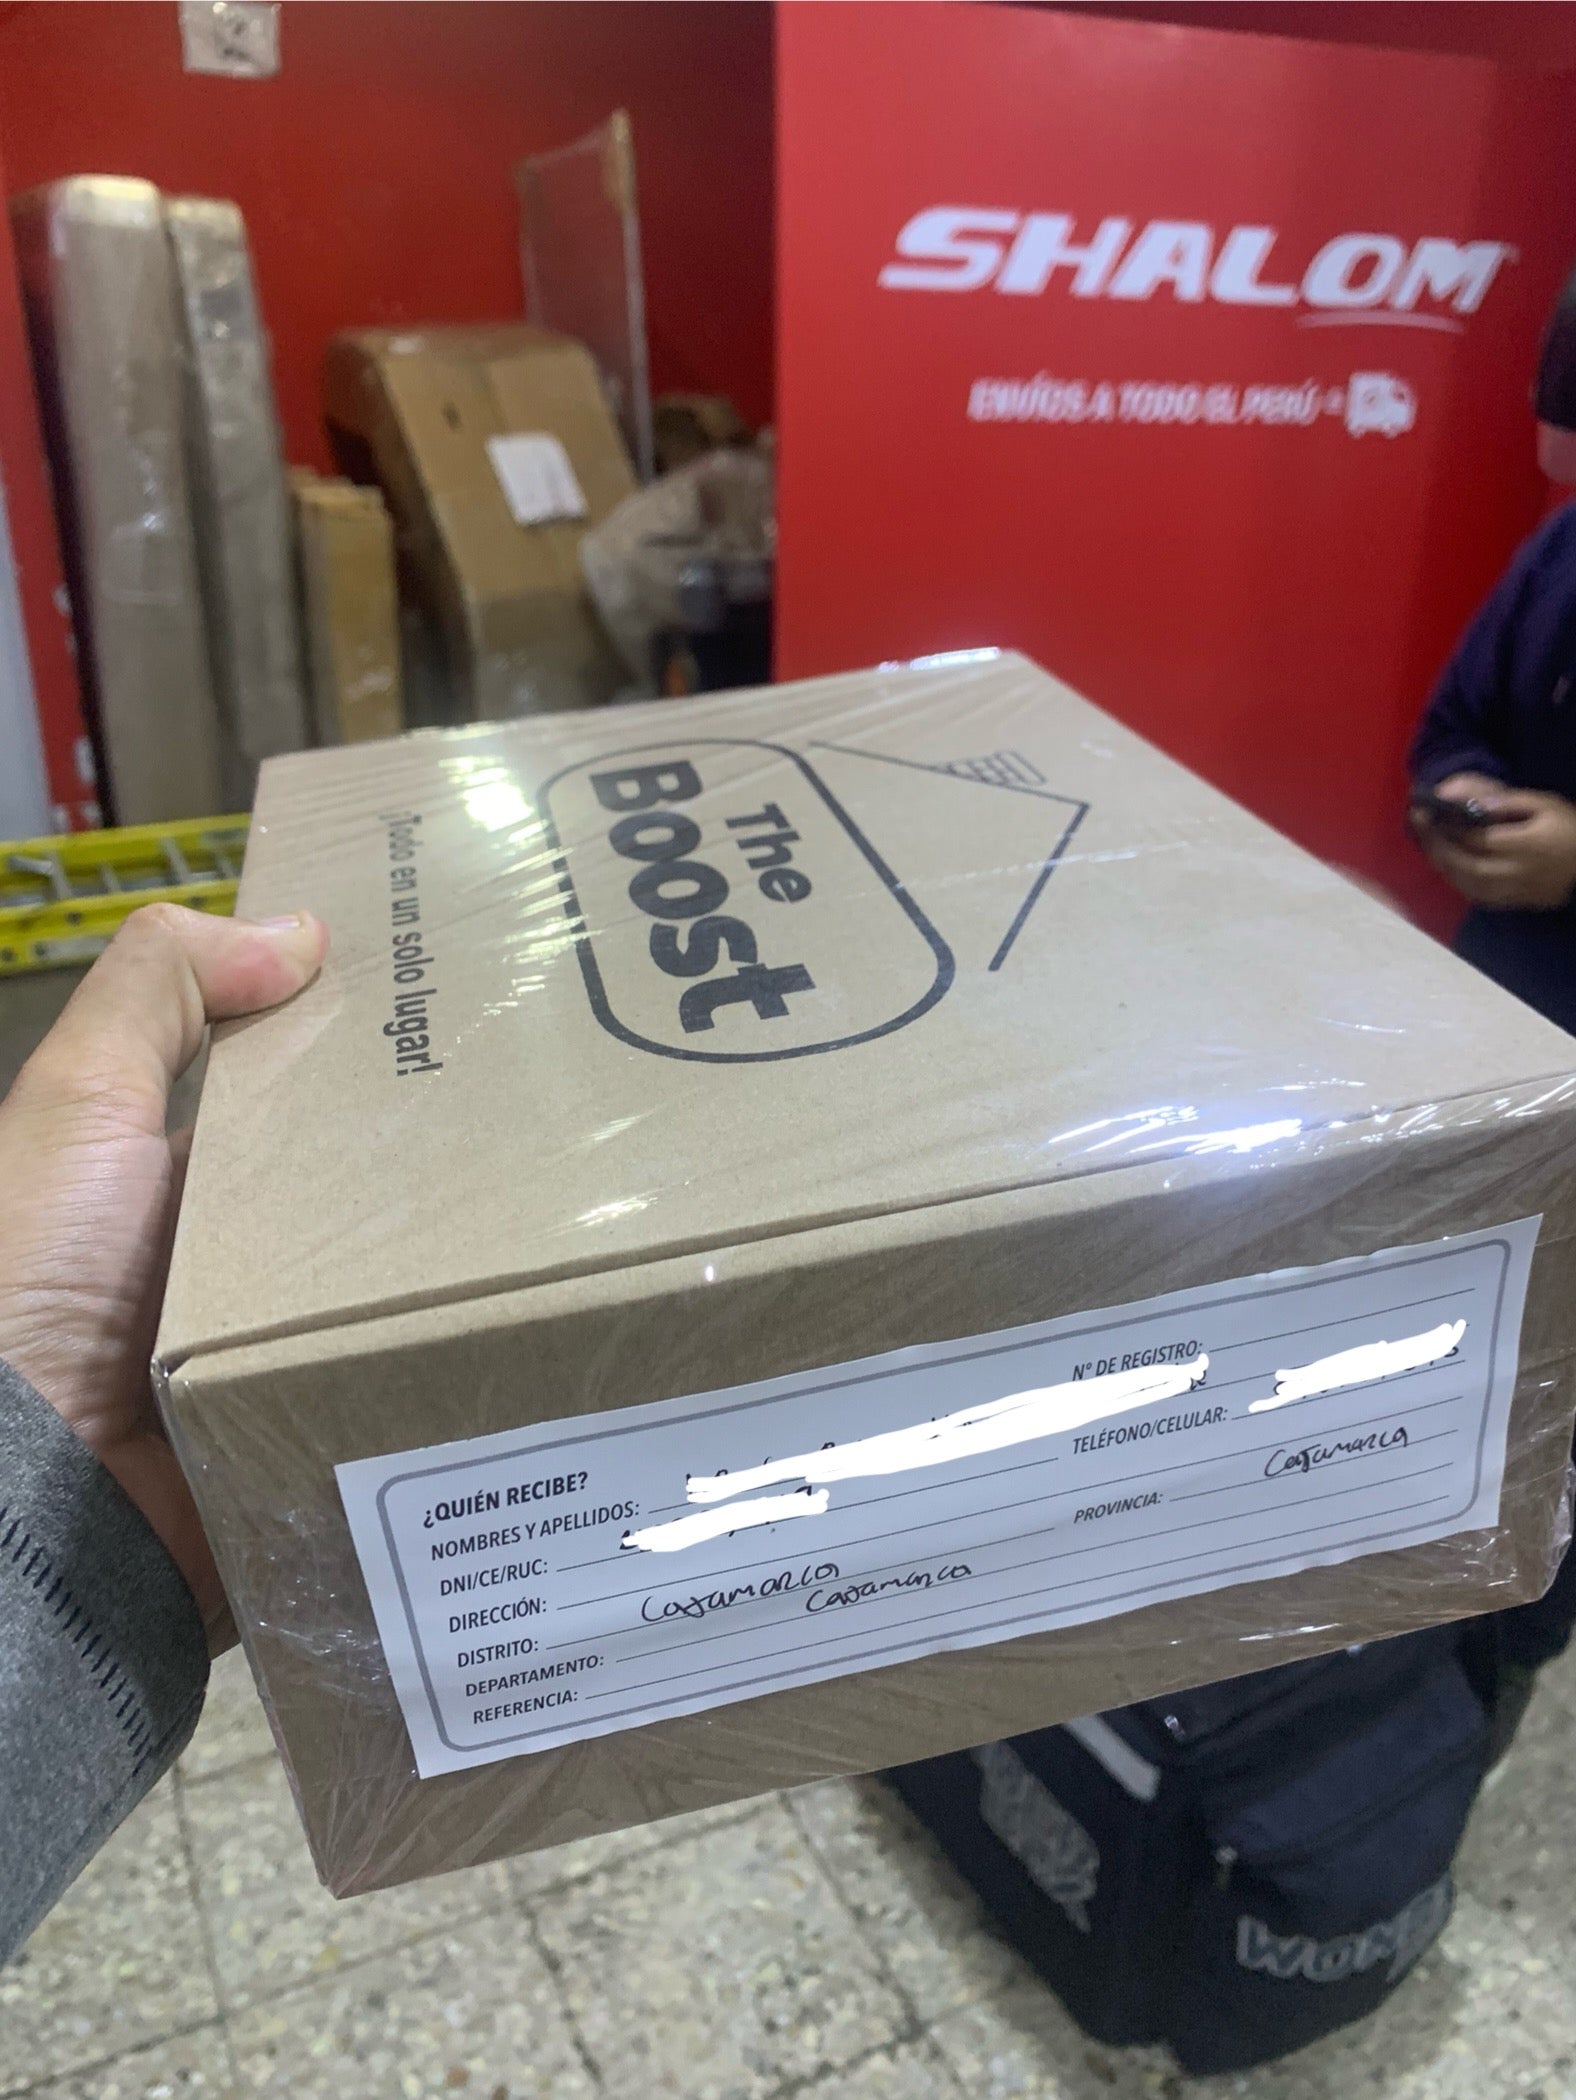 SHALOM
ENVÍOS A TODO EL PERÚ
The
Boost
¡Todo en un solo lugar!
¿QUIÉN RECIBE?
NOMBRES Y APELLIDOS:
DNI/CE/RUC:
DIRECCIÓN:
DISTRITO: Cajamarca
DEPARTAMENTO: Cajamarca
REFERENCIA:
N° DE REGISTRO:
TELÉFONO/CELULAR:
PROVINCIA: Cajamarca